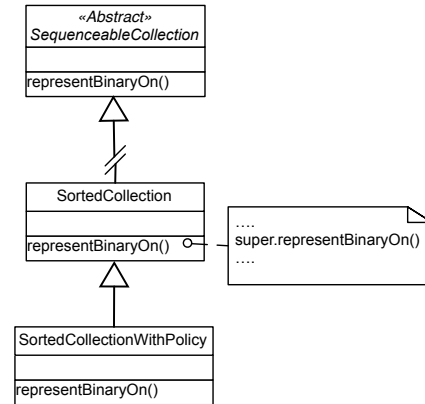 «Abstract»
SequenceableCollection
representBinaryOn()
SortedCollection
representBinaryOn()
....
super.representBinaryOn()
....
SortedCollectionWithPolicy
representBinaryOn()